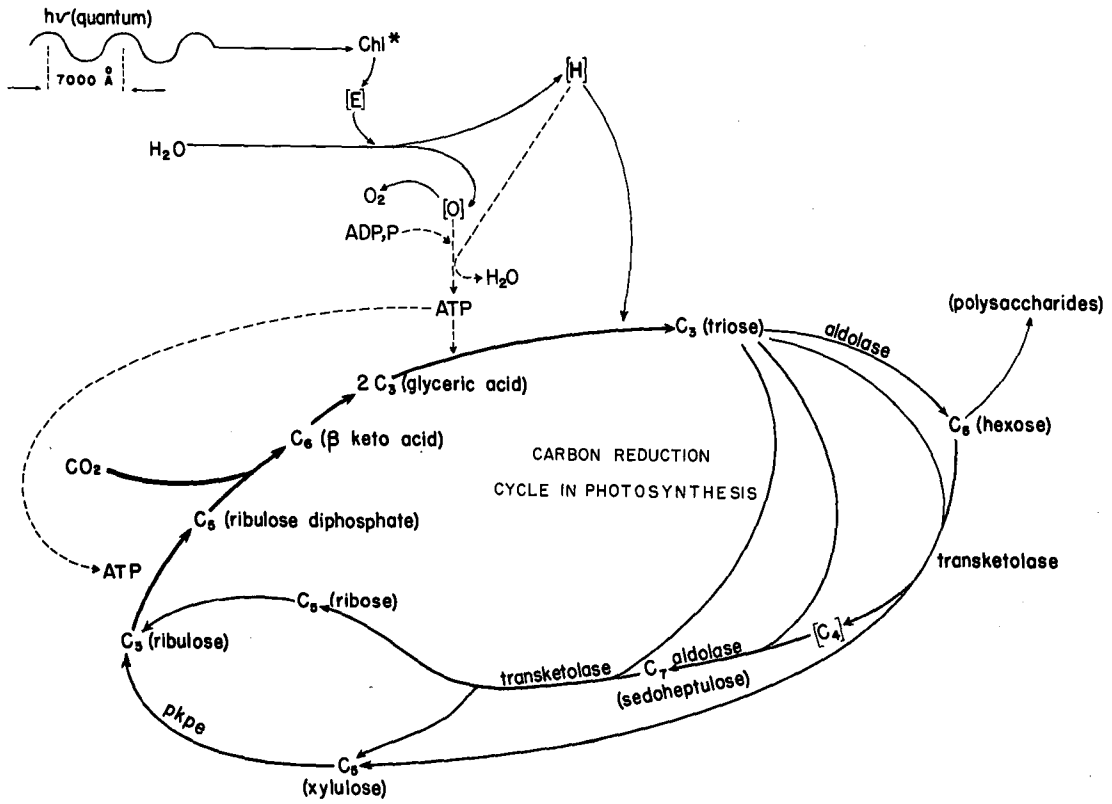 hν (quantum)
7000 Å
Chl*
[E]
[H]
H₂O
O₂
[O]
ADP,P
H₂O
ATP
C₃ (triose)
aldolase
(polysaccharides)
2 C₃ (glyceric acid)
C₆ (hexose)
C₆ (β keto acid)
CO₂
CARBON REDUCTION
CYCLE IN PHOTOSYNTHESIS
C₅ (ribulose diphosphate)
ATP
transketolase
C₅ (ribose)
C₅ (ribulose)
[C₄]
aldolase
C₇
(sedoheptulose)
transketolase
pkpe
C₅
(xylulose)